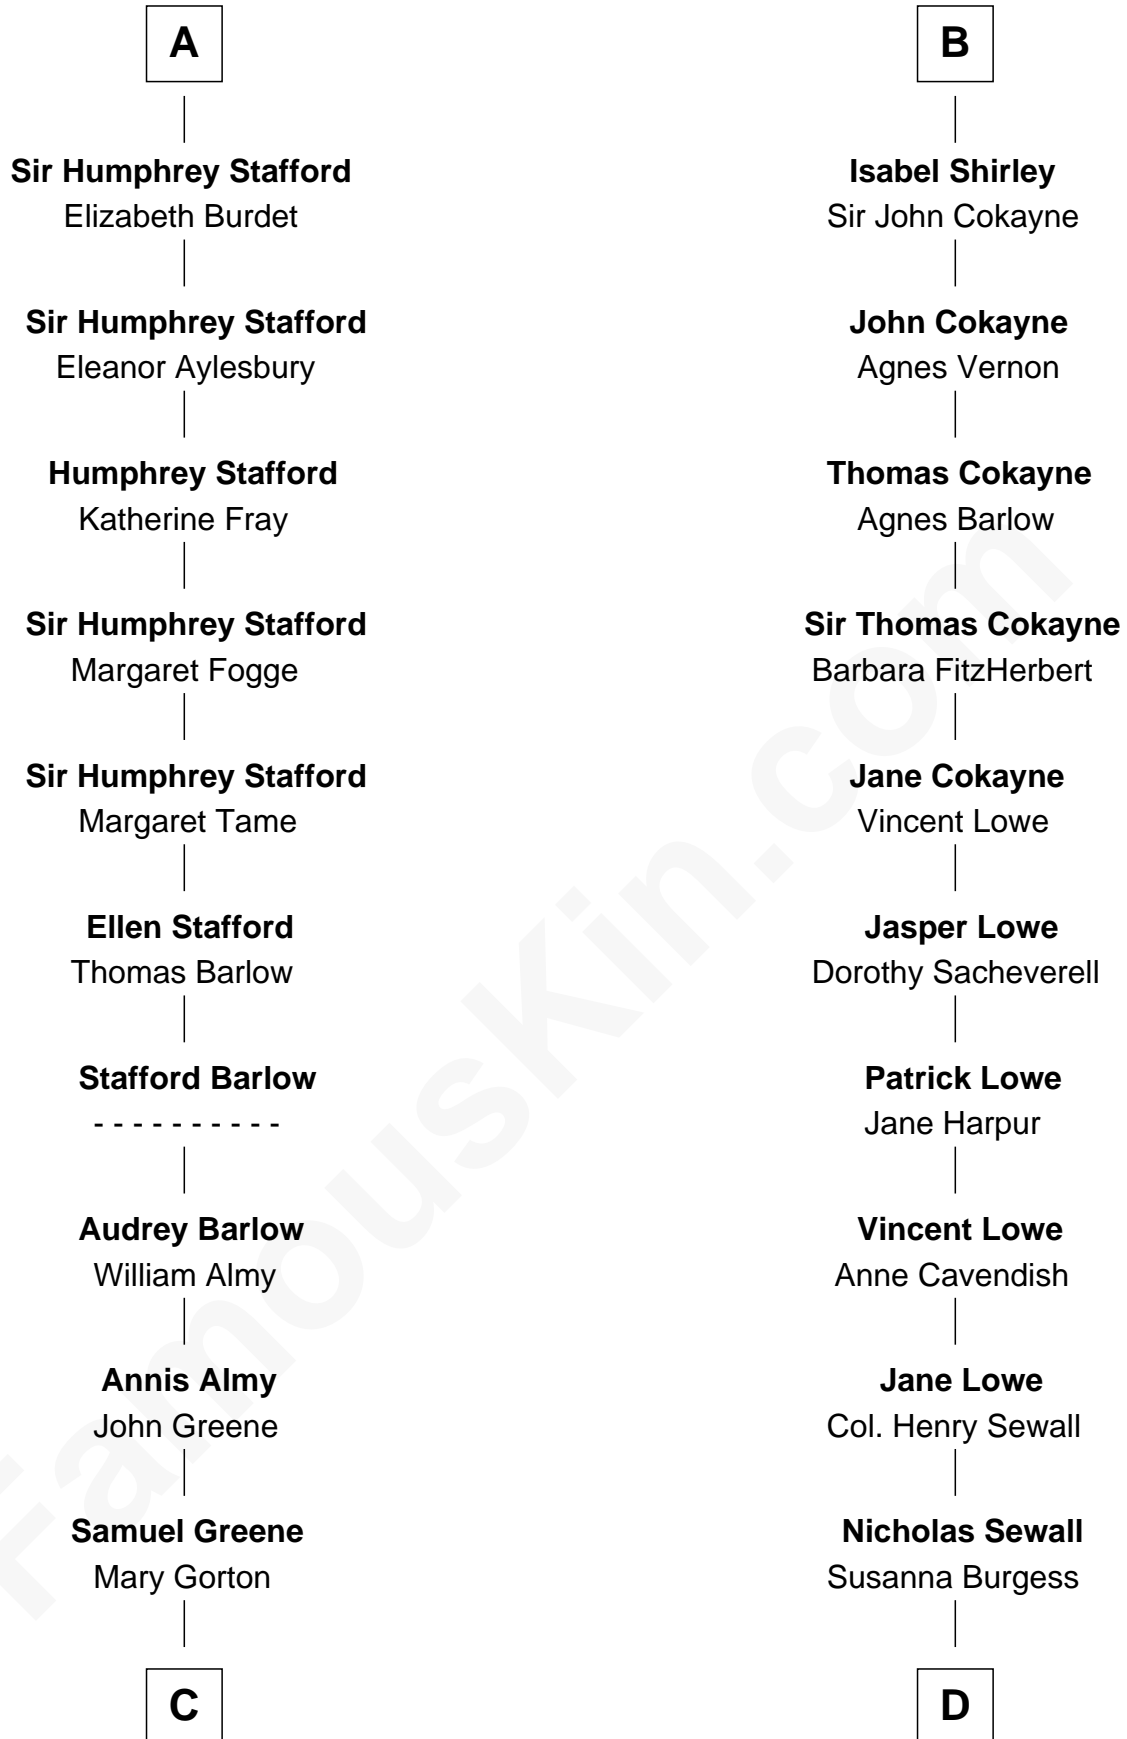 A
Sir Humphrey Stafford
Elizabeth Burdet
Sir Humphrey Stafford
Eleanor Aylesbury
Humphrey Stafford
Katherine Fray
Sir Humphrey Stafford
Margaret Fogge
Sir Humphrey Stafford
Margaret Tame
Ellen Stafford
Thomas Barlow
Stafford Barlow
- - - - - - - - - -
Audrey Barlow
William Almy
Annis Almy
John Greene
Samuel Greene
Mary Gorton
C
B
Isabel Shirley
Sir John Cokayne
John Cokayne
Agnes Vernon
Thomas Cokayne
Agnes Barlow
Sir Thomas Cokayne
Barbara FitzHerbert
Jane Cokayne
Vincent Lowe
Jasper Lowe
Dorothy Sacheverell
Patrick Lowe
Jane Harpur
Vincent Lowe
Anne Cavendish
Jane Lowe
Col. Henry Sewall
Nicholas Sewall
Susanna Burgess
D
FamousKin.com